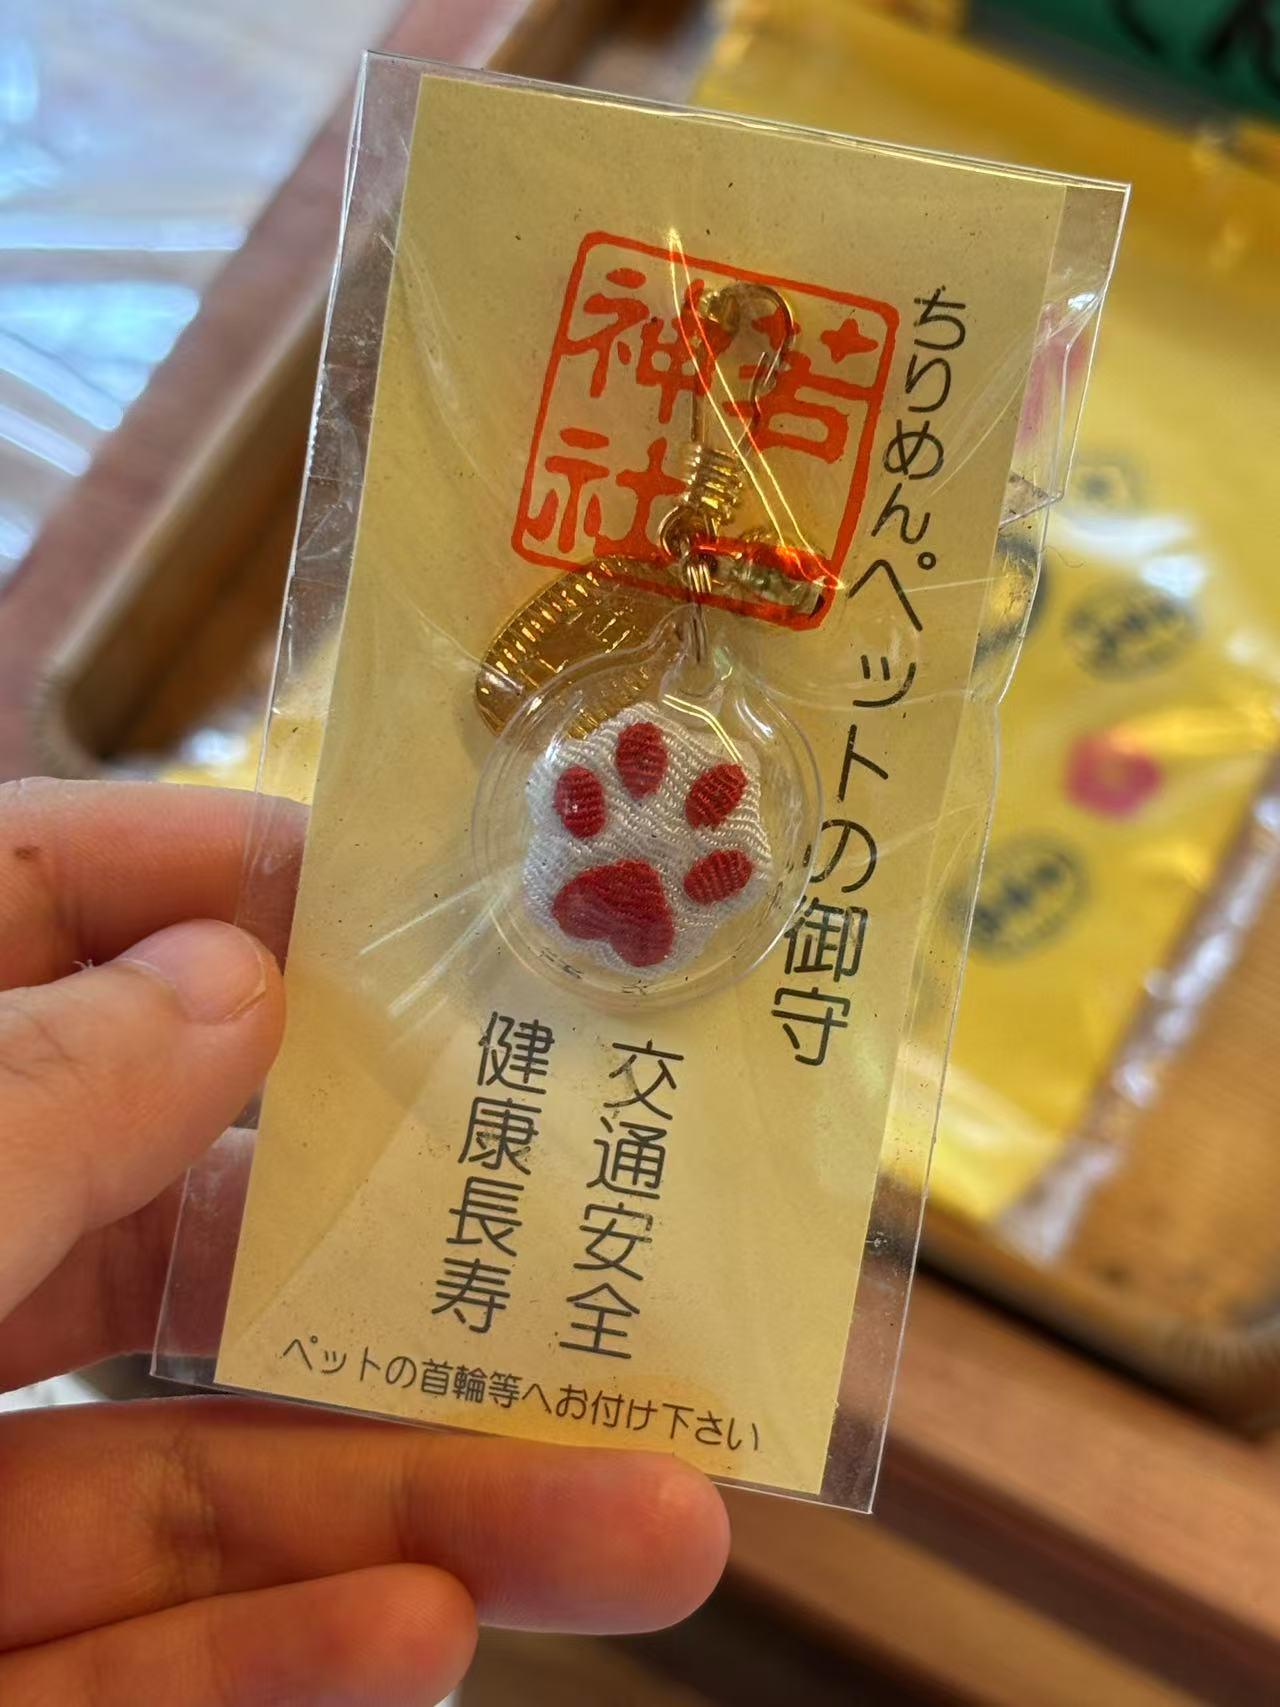 ちりめんペットの御守
神社
交通安全
健康長寿
ペットの首輪等へお付け下さい